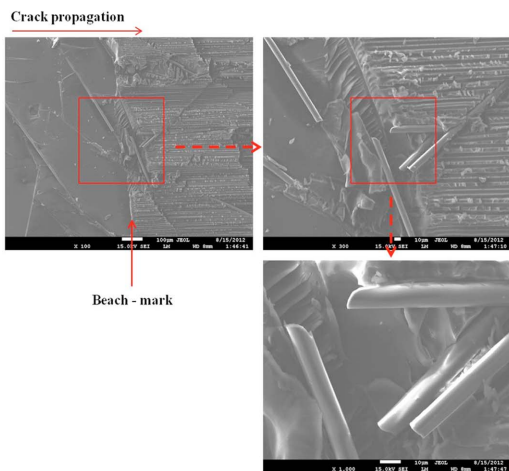 Crack propagation
X 100 100µm JEOL 8/15/2012
15.0kV SEI LM WD 8mm 1:46:41
X 300 10µm JEOL 8/15/2012
15.0kV SEI LM WD 8mm 1:47:10
Beach - mark
X 1,000 10µm JEOL 8/15/2012
15.0kV SEI LM WD 8mm 1:47:47